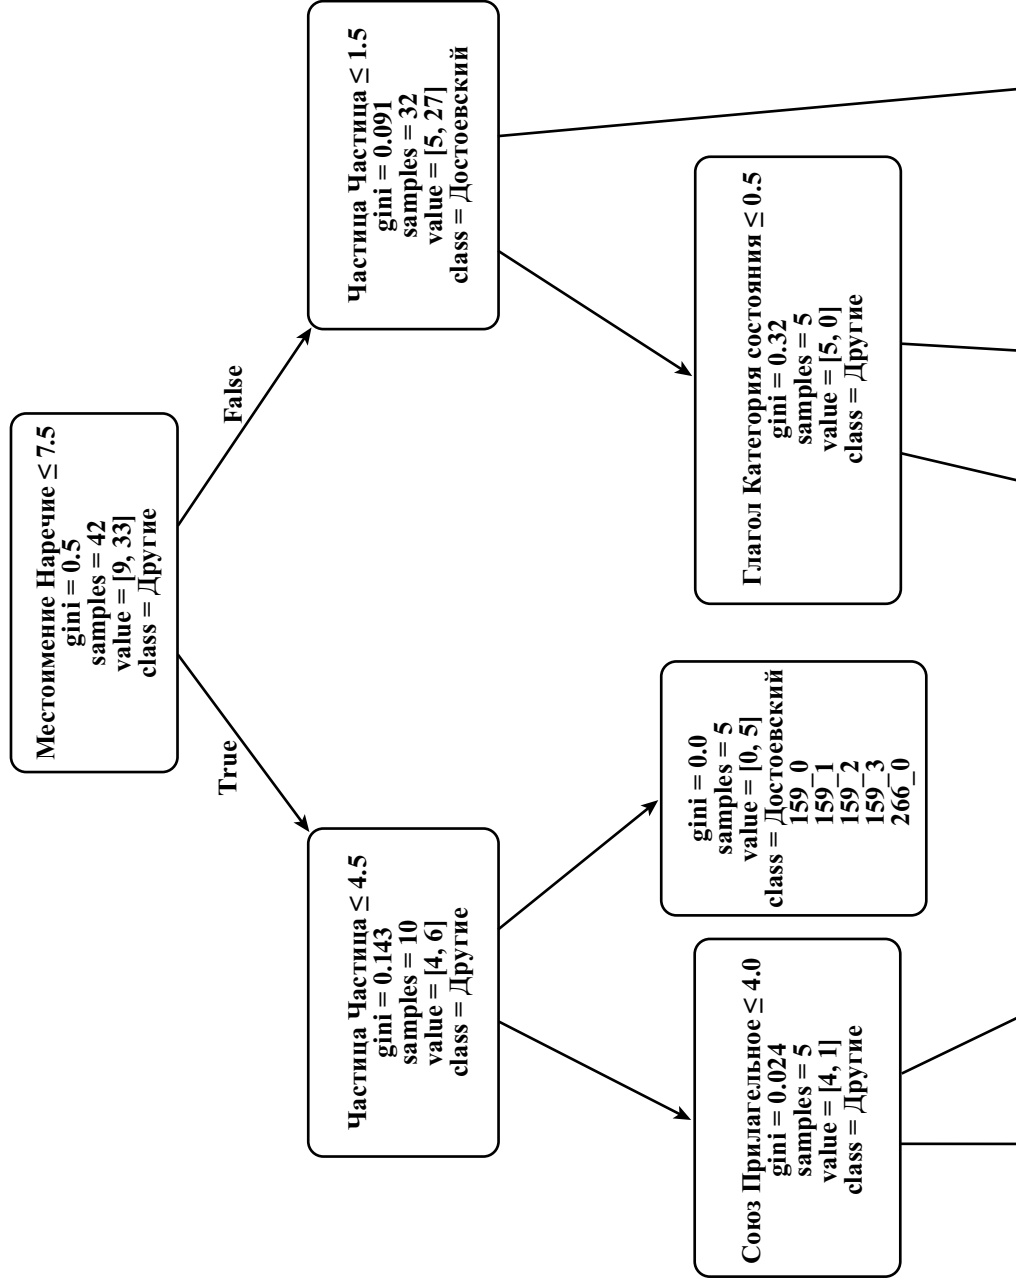 Местоимение Наречие ≤ 7.5
gini = 0.5
samples = 42
value = [9, 33]
class = Другие
True
False
Частица Частица ≤ 4.5
gini = 0.143
samples = 10
value = [4, 6]
class = Другие
Частица Частица ≤ 1.5
gini = 0.091
samples = 32
value = [5, 27]
class = Достоевский
Союз Прилагательное ≤ 4.0
gini = 0.024
samples = 5
value = [4, 1]
class = Другие
gini = 0.0
samples = 5
value = [0, 5]
class = Достоевский
159_0
159_1
159_2
159_3
266_0
Глагол Категория состояния ≤ 0.5
gini = 0.32
samples = 5
value = [5, 0]
class = Другие